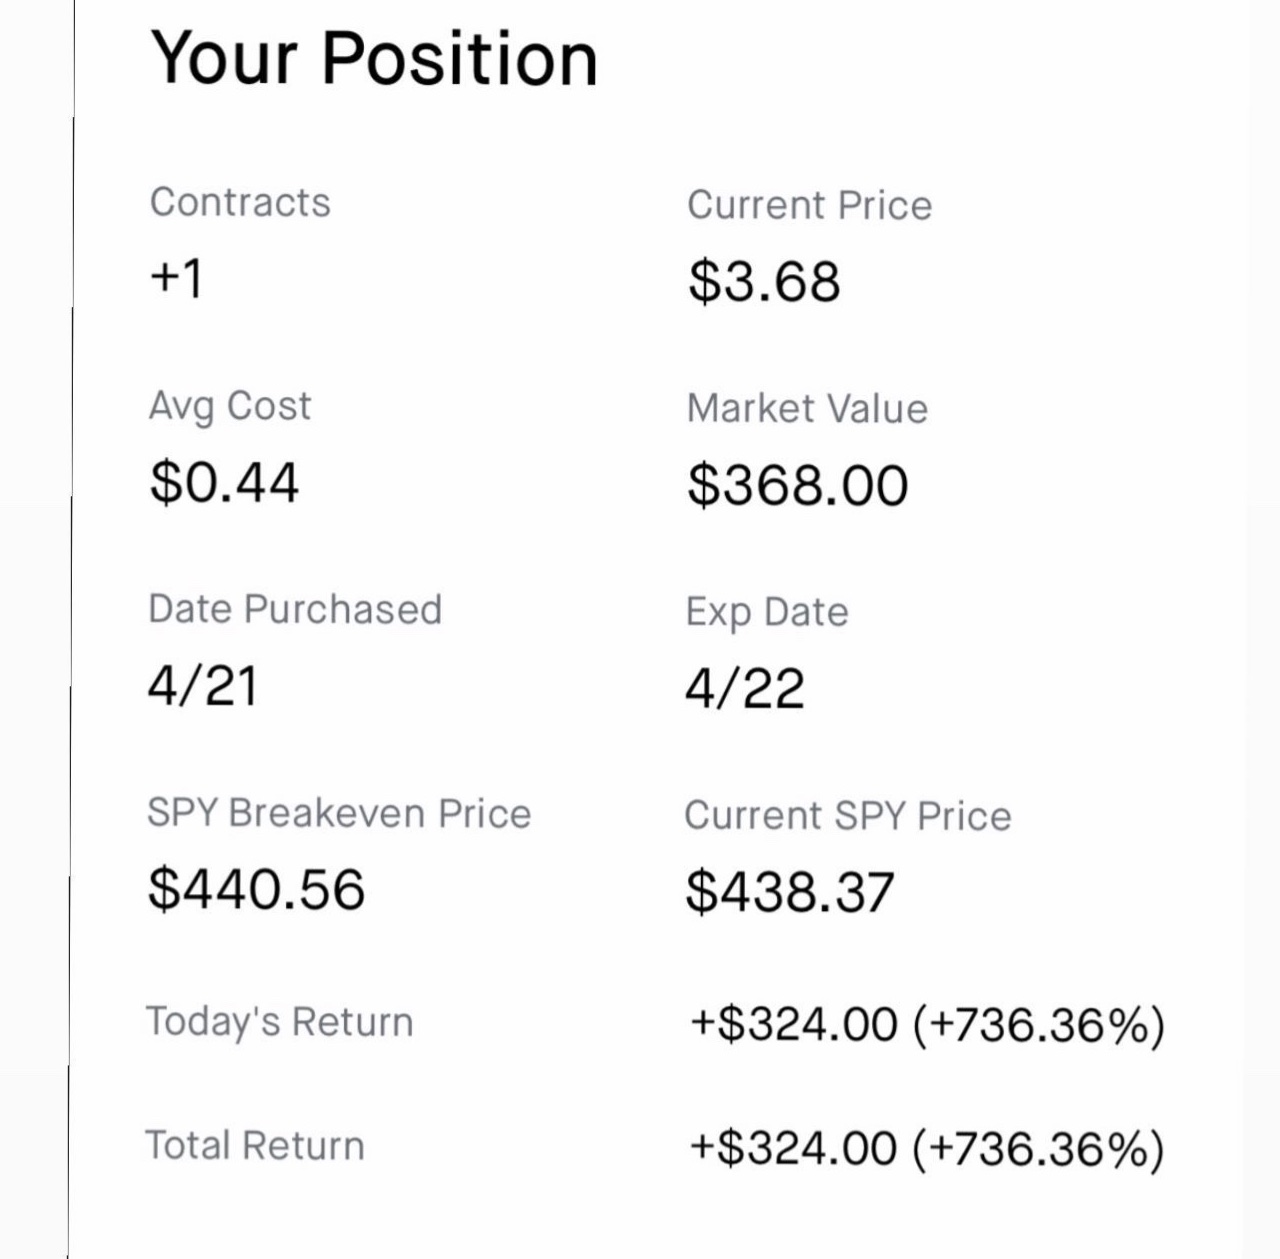 Your Position
Contracts
Current Price
+1
$3.68
Avg Cost
Market Value
$0.44
$368.00
Date Purchased
Exp Date
4/21
4/22
SPY Breakeven Price
Current SPY Price
$440.56
$438.37
Today's Return
+$324.00 (+736.36%)
Total Return
+$324.00 (+736.36%)